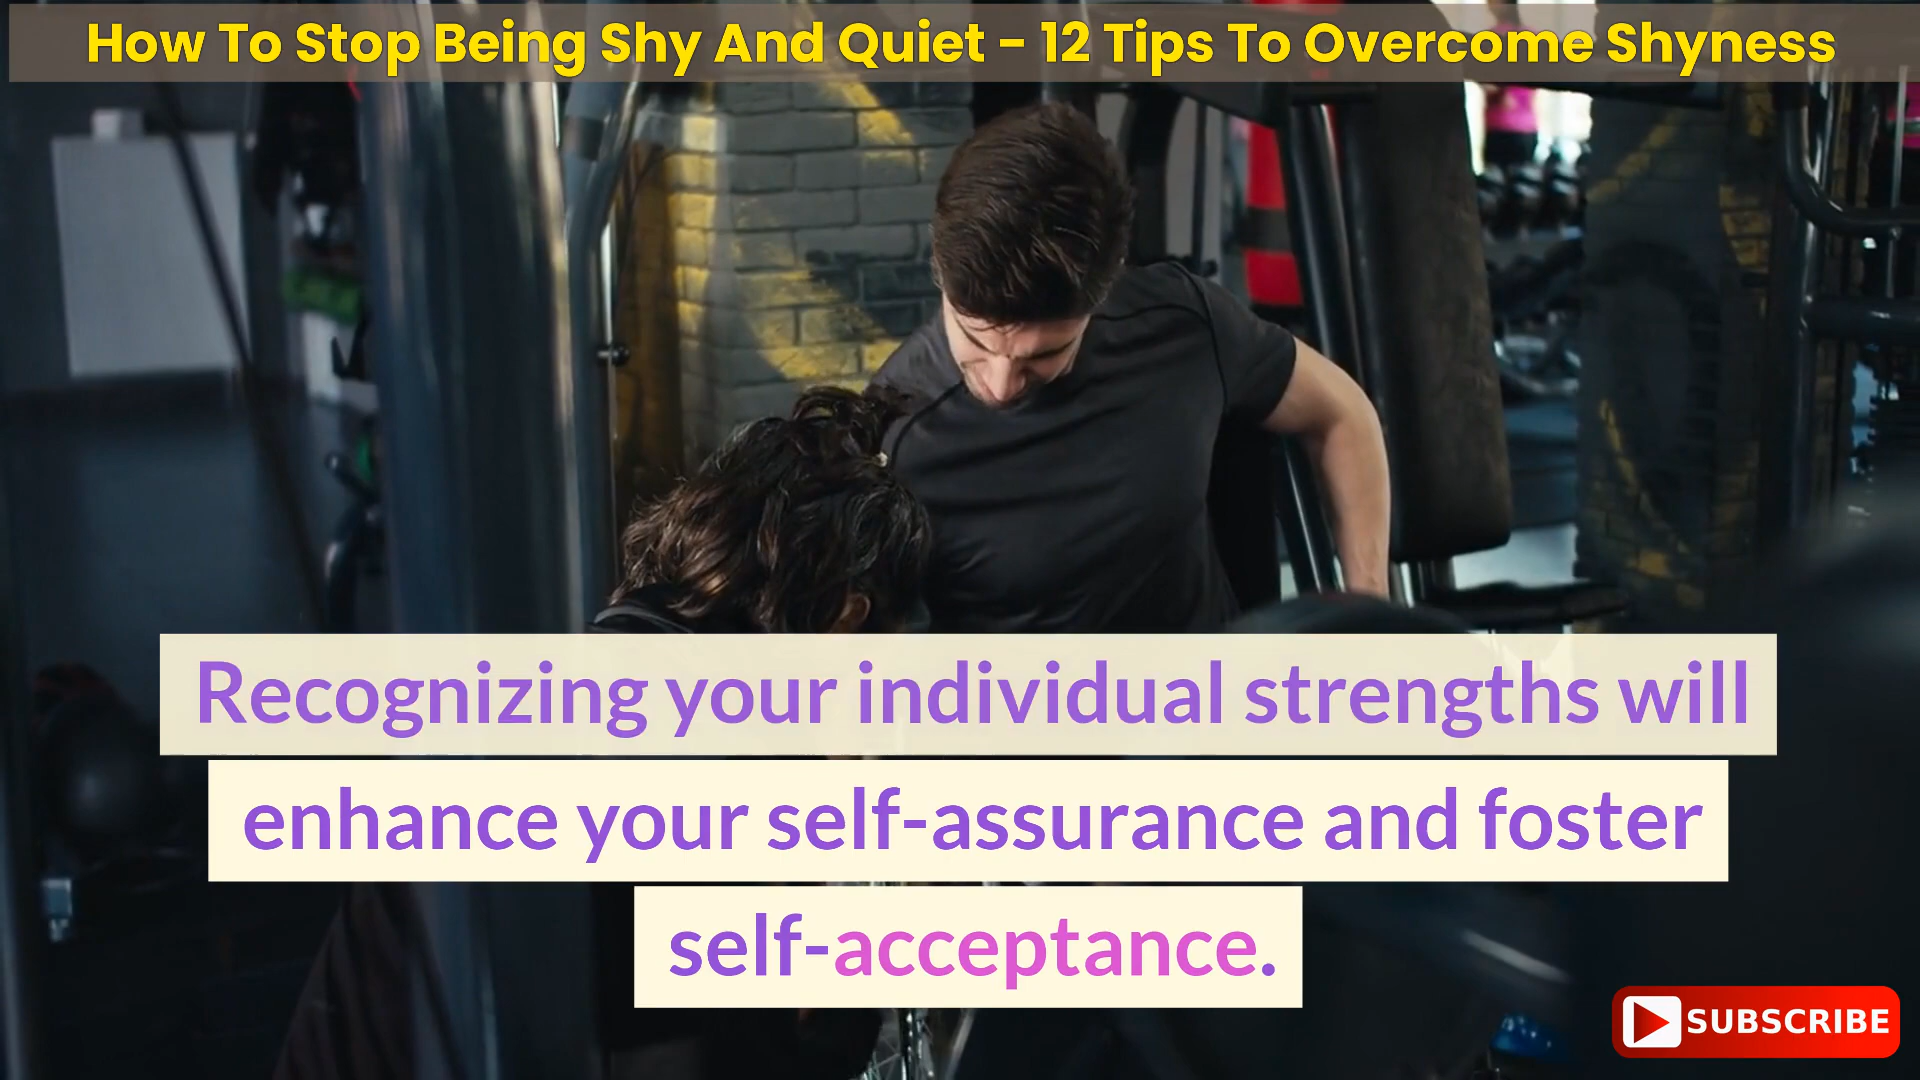 How To Stop Being Shy And Quiet - 12 Tips To Overcome Shyness
Recognizing your individual strengths will
enhance your self-assurance and foster
self-acceptance.
SUBSCRIBE